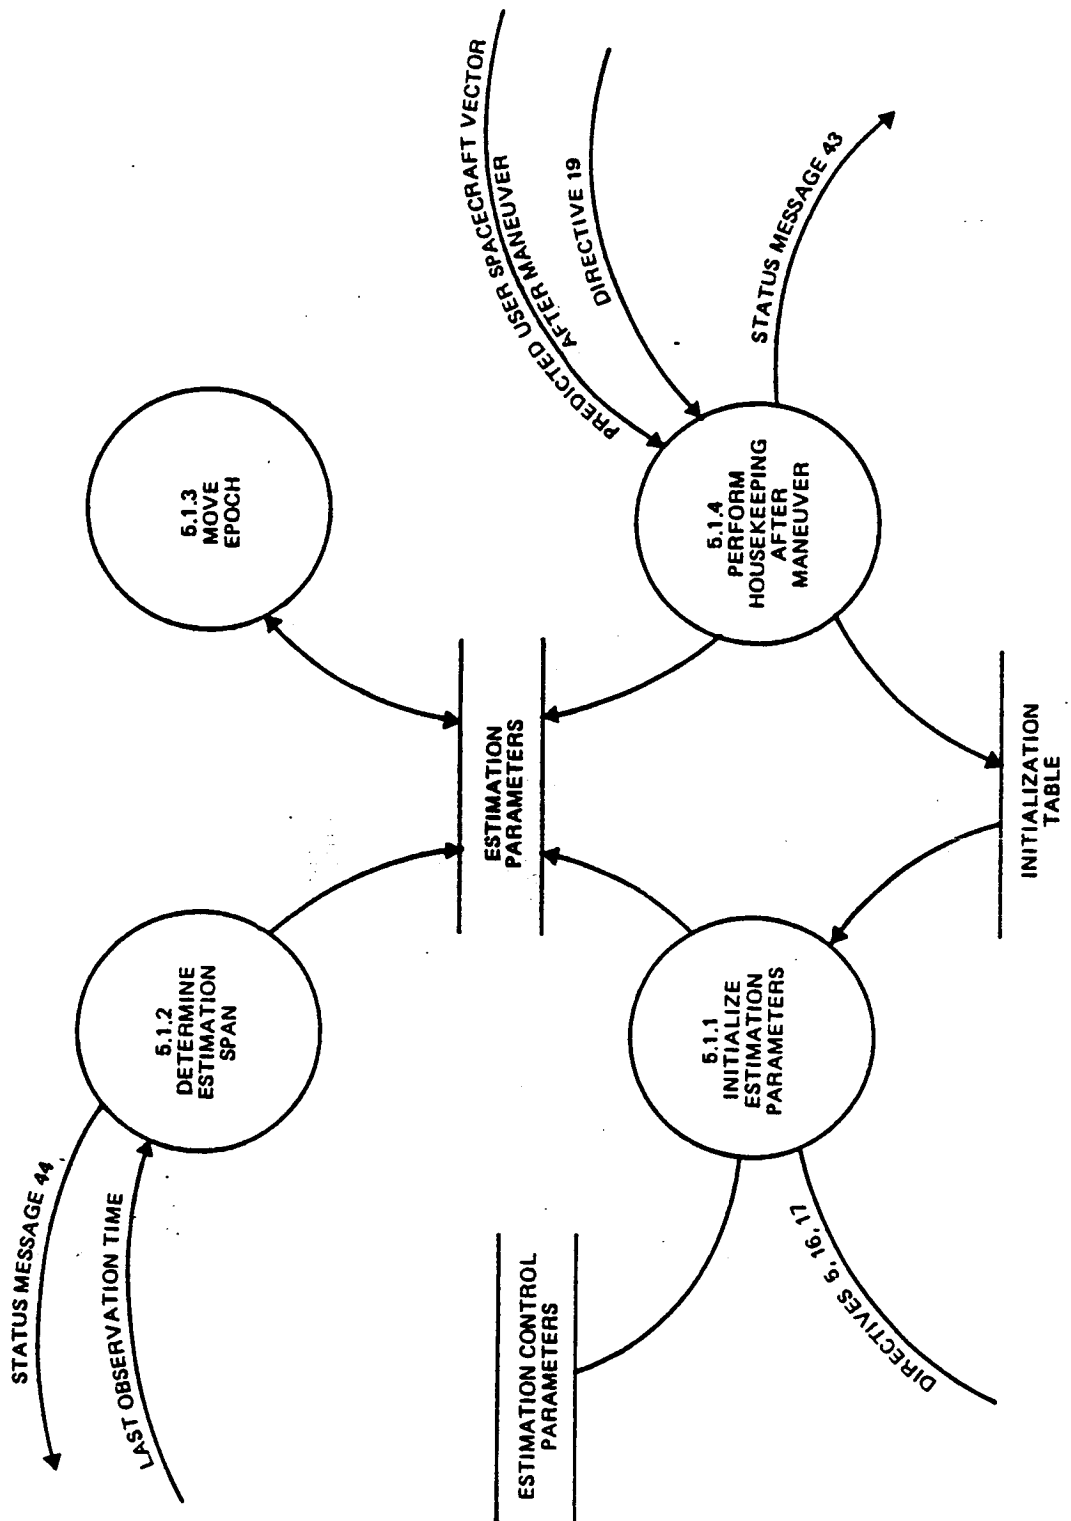 STATUS MESSAGE 44
LAST OBSERVATION TIME
5.1.2
DETERMINE
ESTIMATION
SPAN
5.1.3
MOVE
EPOCH
ESTIMATION
PARAMETERS
PREDICTED USER SPACECRAFT VECTOR
AFTER MANEUVER
DIRECTIVE 19
ESTIMATION CONTROL
PARAMETERS
5.1.1
INITIALIZE
ESTIMATION
PARAMETERS
5.1.4
PERFORM
HOUSEKEEPING
AFTER
MANEUVER
STATUS MESSAGE 43
DIRECTIVES 5, 16, 17
INITIALIZATION
TABLE